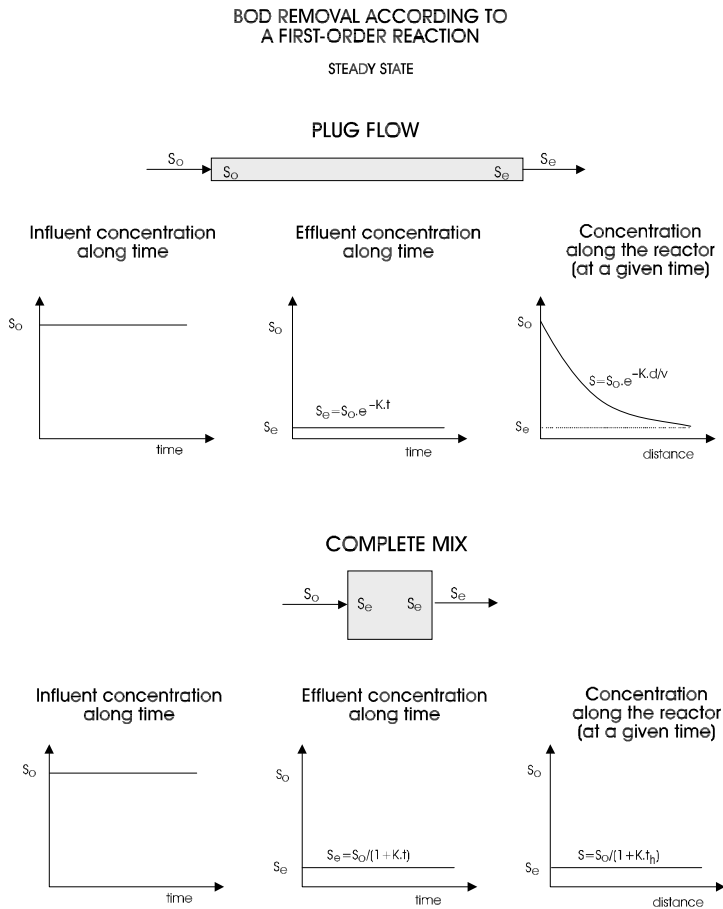 BOD REMOVAL ACCORDING TO
A FIRST-ORDER REACTION
STEADY STATE
PLUG FLOW
So
So
Se
Se
Influent concentration
along time
So
time
Effluent concentration
along time
So
Se=So.e–K.t
Se
time
Concentration
along the reactor
(at a given time)
So
S=So.e–K.d/v
Se
distance
COMPLETE MIX
So
Se
Se
Se
Influent concentration
along time
So
time
Effluent concentration
along time
So
Se=So/(1+K.t)
Se
time
Concentration
along the reactor
(at a given time)
So
S=So/(1+K.th)
Se
distance